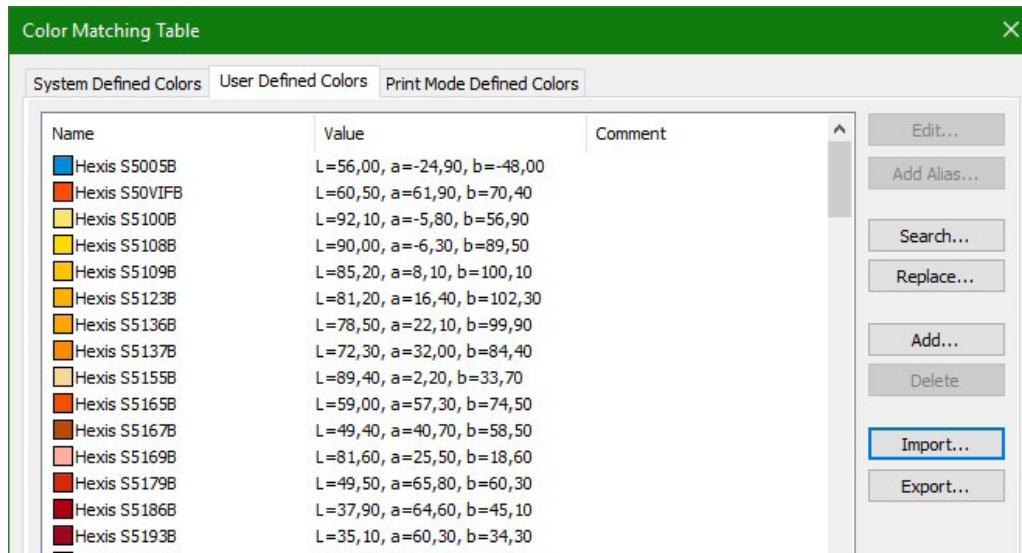 Color Matching Table
System Defined Colors User Defined Colors Print Mode Defined Colors
Name Value Comment
Hexis S5005B L=56,00, a=-24,90, b=-48,00
Hexis S50VIFB L=60,50, a=61,90, b=70,40
Hexis S5100B L=92,10, a=-5,80, b=56,90
Hexis S5108B L=90,00, a=-6,30, b=89,50
Hexis S5109B L=85,20, a=8,10, b=100,10
Hexis S5123B L=81,20, a=16,40, b=102,30
Hexis S5136B L=78,50, a=22,10, b=99,90
Hexis S5137B L=72,30, a=32,00, b=84,40
Hexis S5155B L=89,40, a=2,20, b=33,70
Hexis S5165B L=59,00, a=57,30, b=74,50
Hexis S5167B L=49,40, a=40,70, b=58,50
Hexis S5169B L=81,60, a=25,50, b=18,60
Hexis S5179B L=49,50, a=65,80, b=60,30
Hexis S5186B L=37,90, a=64,60, b=45,10
Hexis S5193B L=35,10, a=60,30, b=34,30
Edit...
Add Alias...
Search...
Replace...
Add...
Delete
Import...
Export...